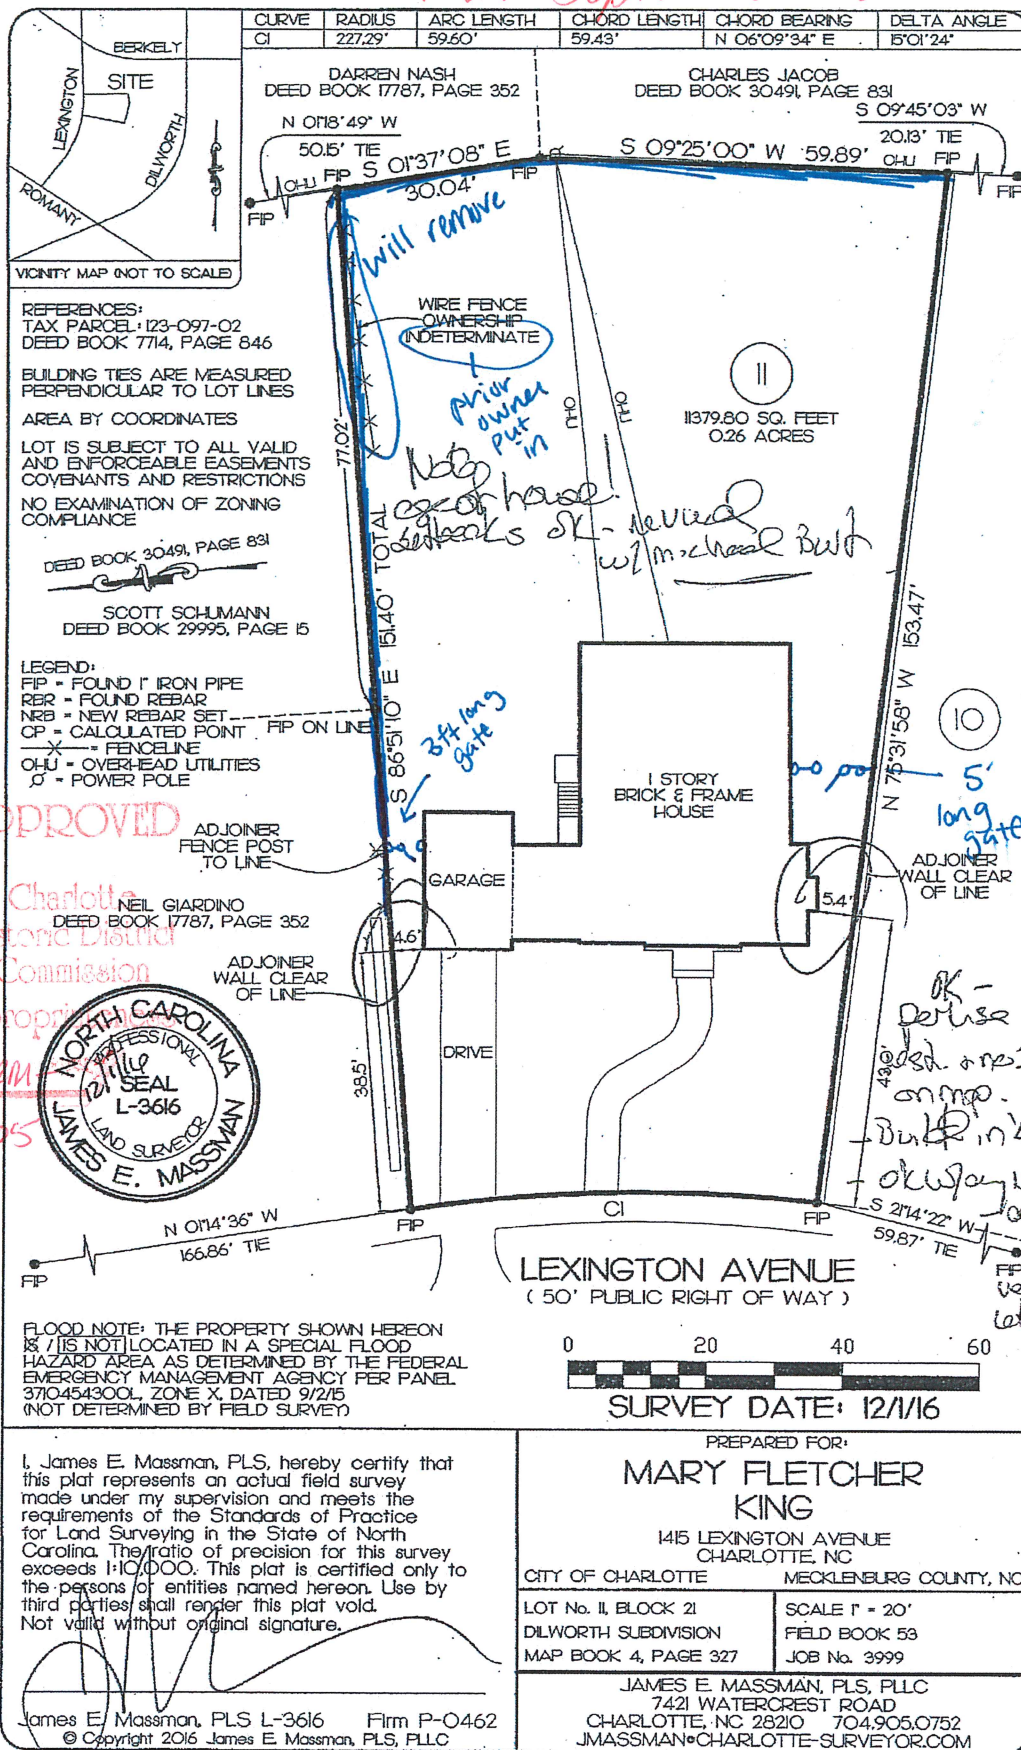 CURVE RADIUS ARC LENGTH CHORD LENGTH CHORD BEARING DELTA ANGLE
C1 227.29' 59.60' 59.43' N 06°09'34" E 15°01'24"
BERKELY
SITE
LEXINGTON
DILWORTH
ROMANY
VICINITY MAP (NOT TO SCALE)
DARREN NASH
DEED BOOK 17787, PAGE 352
CHARLES JACOB
DEED BOOK 30491, PAGE 831
N 01°18'49" W
50.15' TIE
S 09°45'03" W
20.13' TIE
S 01°37'08" E
30.04'
S 09°25'00" W 59.89'
OHU FIP
FIP
FIP
OHU FIP
FIP
will remove
WIRE FENCE
OWNERSHIP
INDETERMINATE
prior
owner
put
in
REFERENCES:
TAX PARCEL: 123-097-02
DEED BOOK 7714, PAGE 846
BUILDING TIES ARE MEASURED
PERPENDICULAR TO LOT LINES
AREA BY COORDINATES
LOT IS SUBJECT TO ALL VALID
AND ENFORCEABLE EASEMENTS
COVENANTS AND RESTRICTIONS
NO EXAMINATION OF ZONING
COMPLIANCE
DEED BOOK 30491, PAGE 831
SCOTT SCHUMANN
DEED BOOK 29995, PAGE 15
11
11379.80 SQ. FEET
0.26 ACRES
OHU
OHU
77.02'
S 86°51'10" E 151.40' TOTAL
N 75°31'58" W 153.47'
of house
setbacks OK -
w/ michael Burt
LEGEND:
FIP = FOUND 1" IRON PIPE
RBR = FOUND REBAR
NRB = NEW REBAR SET
CP = CALCULATED POINT
X = FENCELINE
OHU = OVERHEAD UTILITIES
= POWER POLE
FIP ON LINE
3ft long
gate
10
5'
long
gate
1 STORY
BRICK & FRAME
HOUSE
GARAGE
APPROVED
Charlotte
Historic District
Commission
ADJOINER
FENCE POST
TO LINE
NEIL GIARDINO
DEED BOOK 17787, PAGE 352
ADJOINER
WALL CLEAR
OF LINE
ADJOINER
WALL CLEAR
OF LINE
4.6'
5.4'
38.5'
DRIVE
OK -
on map.
NORTH CAROLINA
PROFESSIONAL
SEAL
L-3616
LAND SURVEYOR
JAMES E. MASSMAN
N 01°14'36" W
166.86' TIE
FIP
FIP
C1
FIP
S 21°14'22" W
59.87' TIE
FIP
LEXINGTON AVENUE
( 50' PUBLIC RIGHT OF WAY )
FLOOD NOTE: THE PROPERTY SHOWN HEREON
IS / IS NOT LOCATED IN A SPECIAL FLOOD
HAZARD AREA AS DETERMINED BY THE FEDERAL
EMERGENCY MANAGEMENT AGENCY PER PANEL
3710454300L, ZONE X, DATED 9/2/15
(NOT DETERMINED BY FIELD SURVEY)
0 20 40 60
SURVEY DATE: 12/1/16
I, James E. Massman, PLS, hereby certify that
this plat represents an actual field survey
made under my supervision and meets the
requirements of the Standards of Practice
for Land Surveying in the State of North
Carolina. The ratio of precision for this survey
exceeds 1:10,000. This plat is certified only to
the persons or entities named hereon. Use by
third parties shall render this plat void.
Not valid without original signature.
James E. Massman, PLS L-3616 Firm P-0462
© Copyright 2016 James E. Massman, PLS, PLLC
PREPARED FOR:
MARY FLETCHER
KING
1415 LEXINGTON AVENUE
CHARLOTTE, NC
CITY OF CHARLOTTE MECKLENBURG COUNTY, NC
LOT No. 11, BLOCK 21
DILWORTH SUBDIVISION
MAP BOOK 4, PAGE 327
SCALE 1" = 20'
FIELD BOOK 53
JOB No. 3999
JAMES E. MASSMAN, PLS, PLLC
7421 WATERCREST ROAD
CHARLOTTE, NC 28210 704.905.0752
JMASSMAN@CHARLOTTE-SURVEYOR.COM